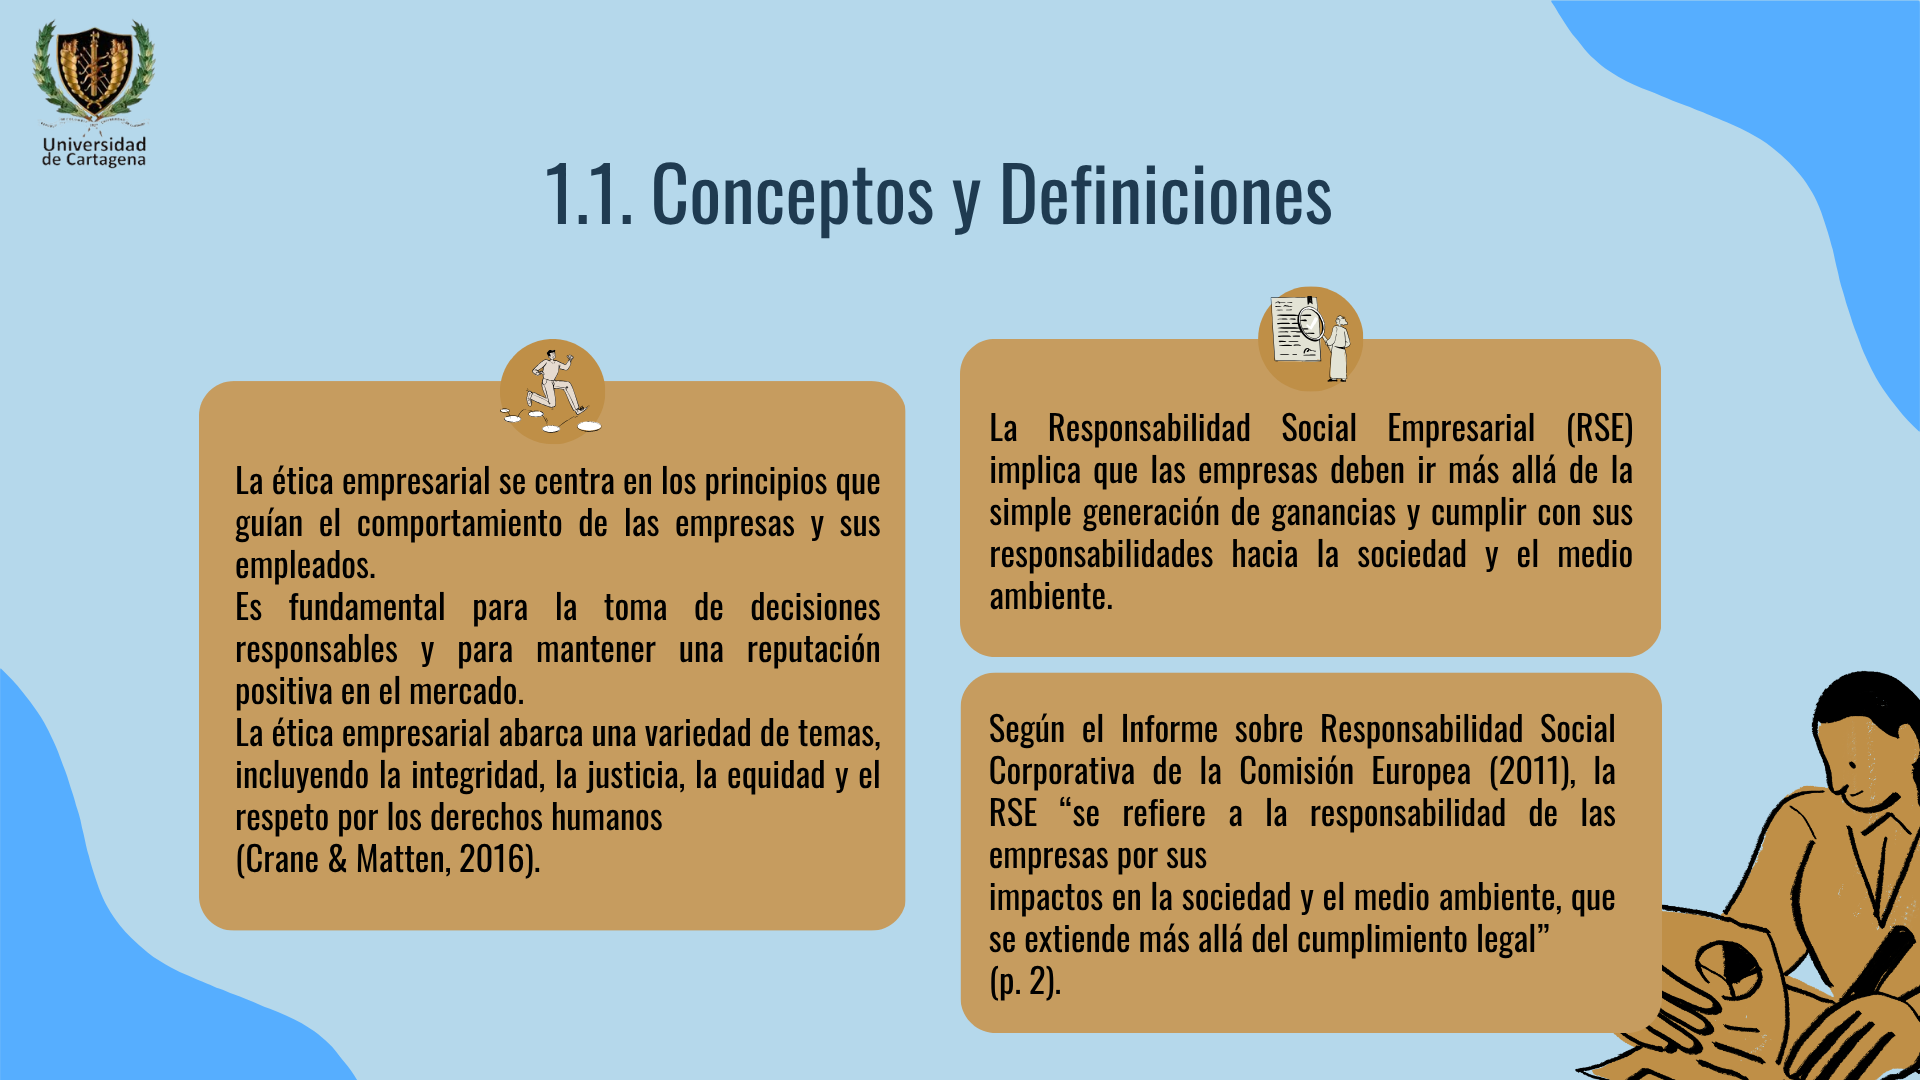 Universidad
de Cartagena
1.1. Conceptos y Definiciones
La ética empresarial se centra en los principios que
guían el comportamiento de las empresas y sus
empleados.
Es fundamental para la toma de decisiones
responsables y para mantener una reputación
positiva en el mercado.
La ética empresarial abarca una variedad de temas,
incluyendo la integridad, la justicia, la equidad y el
respeto por los derechos humanos
(Crane & Matten, 2016).
La Responsabilidad Social Empresarial (RSE)
implica que las empresas deben ir más allá de la
simple generación de ganancias y cumplir con sus
responsabilidades hacia la sociedad y el medio
ambiente.
Según el Informe sobre Responsabilidad Social
Corporativa de la Comisión Europea (2011), la
RSE “se refiere a la responsabilidad de las
empresas por sus
impactos en la sociedad y el medio ambiente, que
se extiende más allá del cumplimiento legal”
(p. 2).